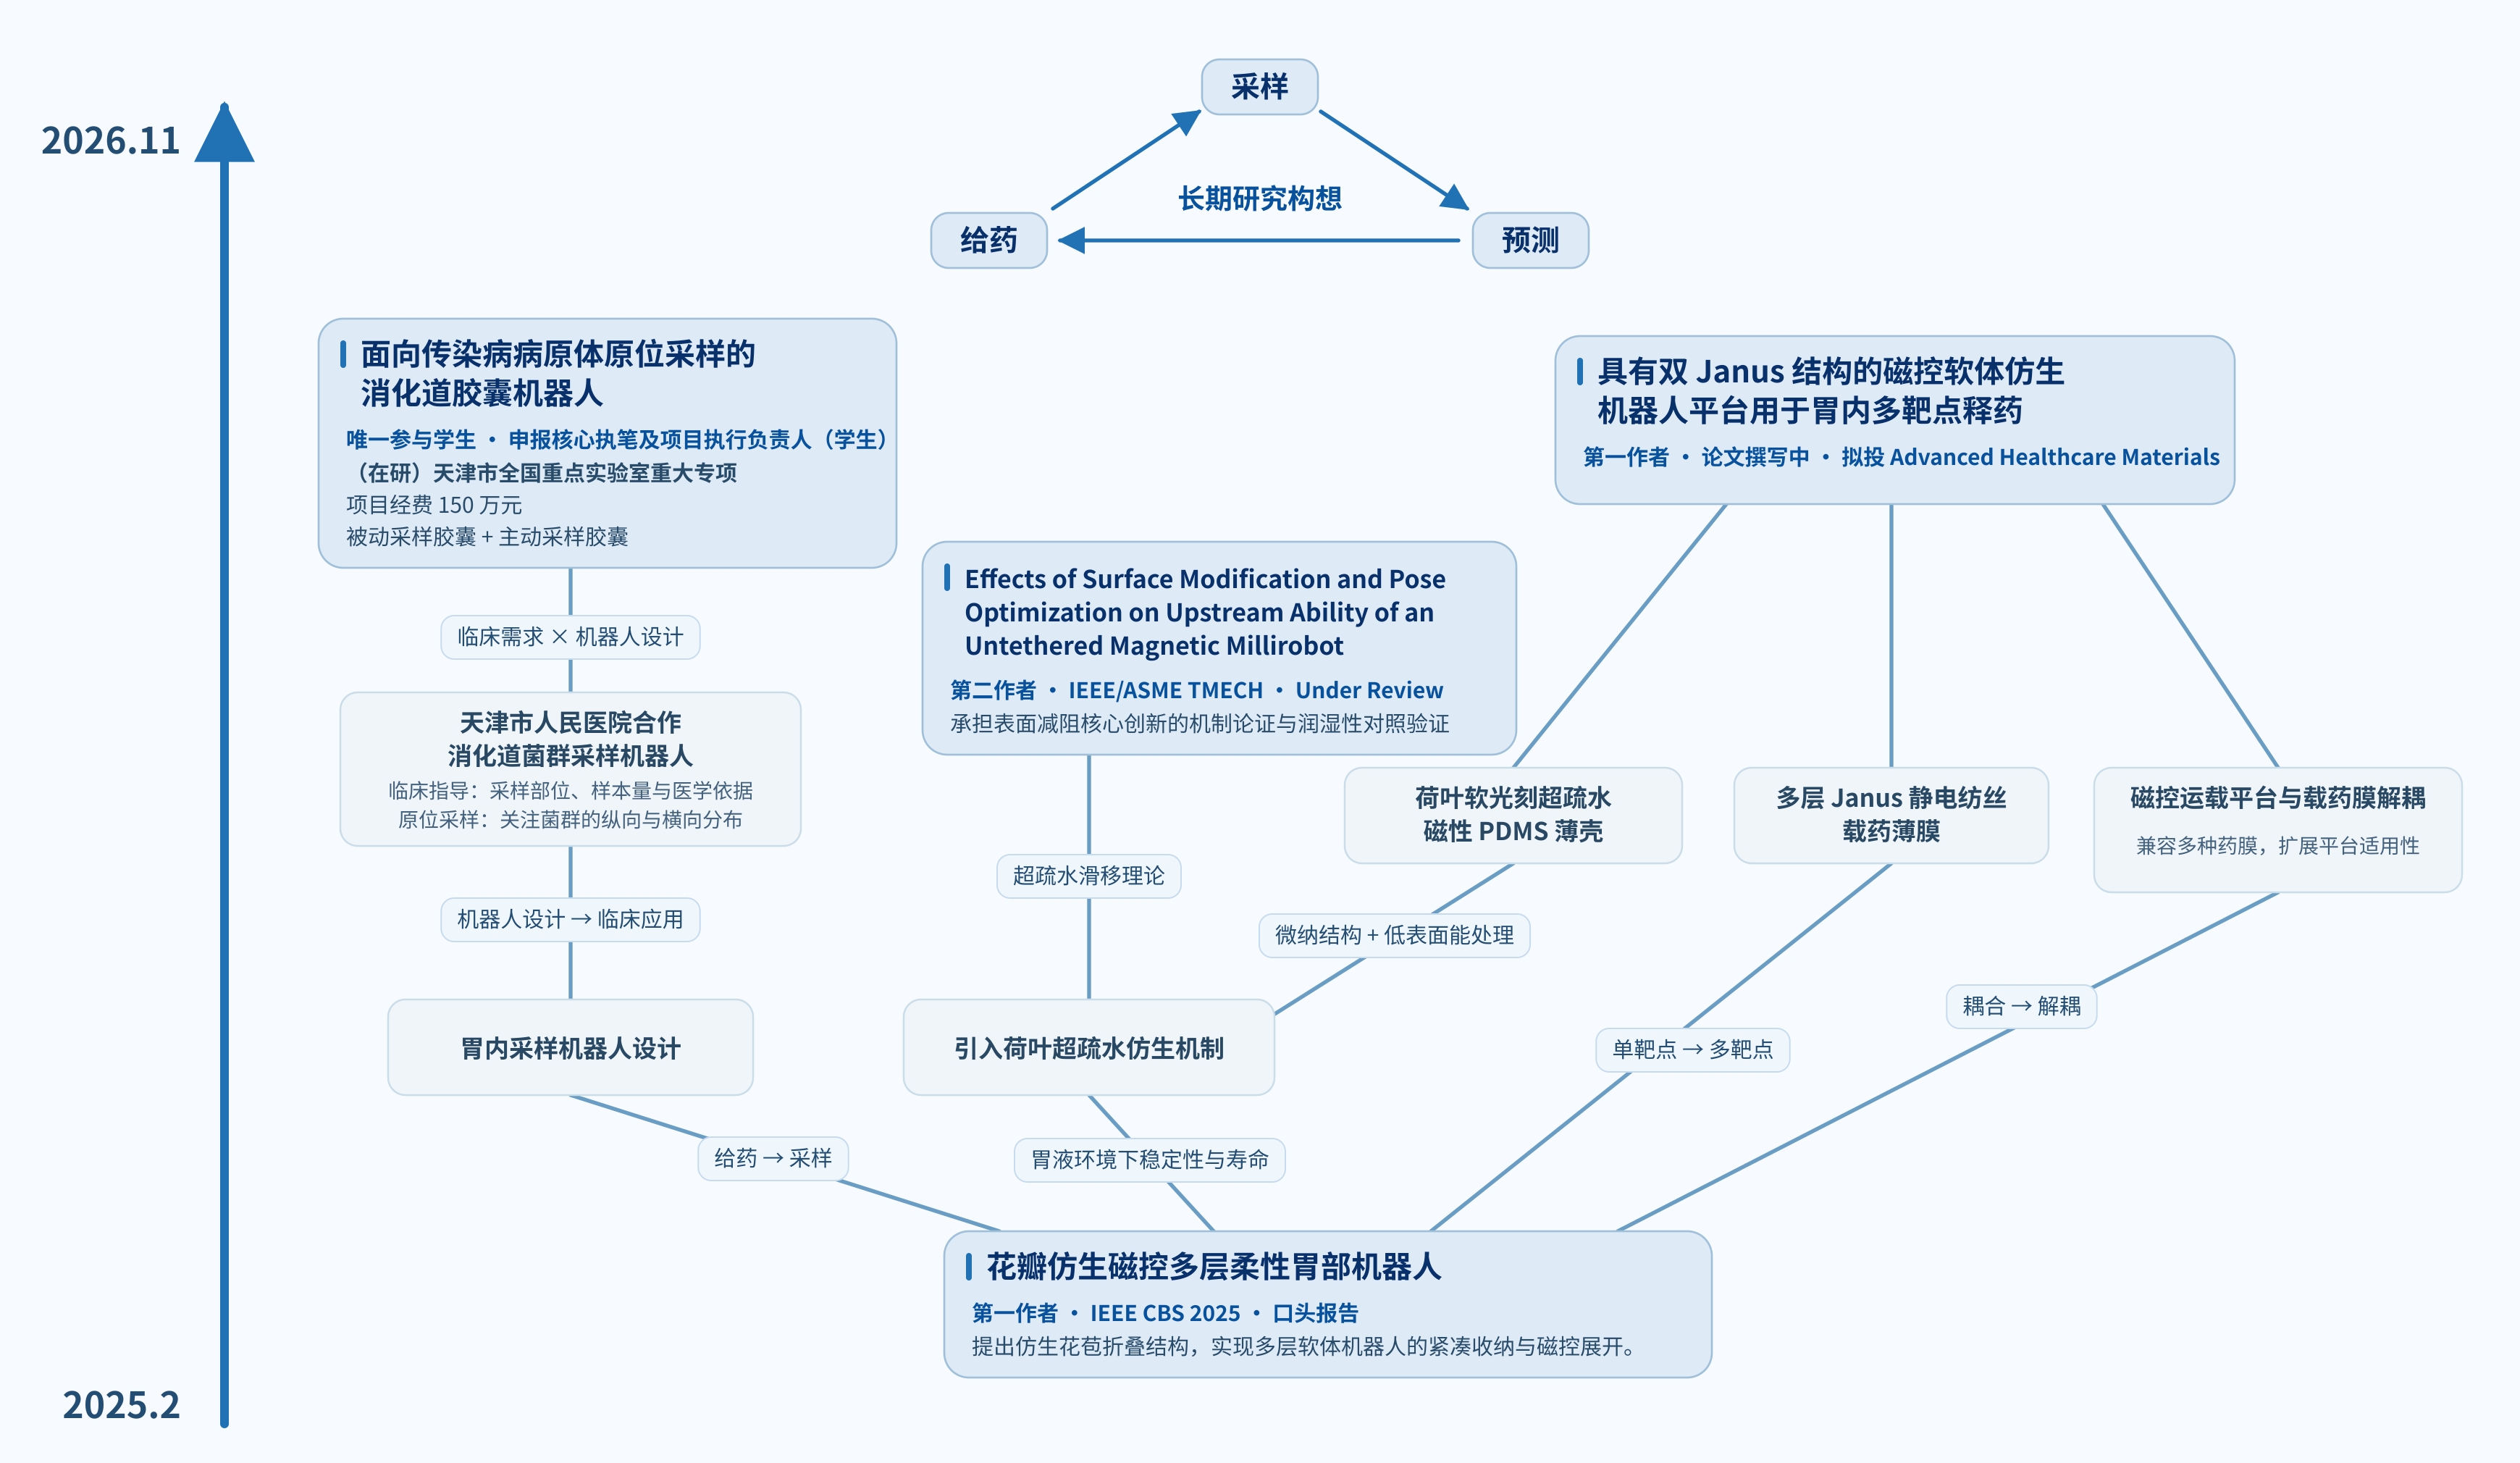 采样
2026.11
长期研究构想
给药
预测
面向传染病病原体原位采样的
消化道胶囊机器人
唯一参与学生 · 申报核心执笔及项目执行负责人（学生）
（在研）天津市全国重点实验室重大专项
项目经费 150 万元
被动采样胶囊 + 主动采样胶囊
具有双 Janus 结构的磁控软体仿生
机器人平台用于胃内多靶点释药
第一作者 · 论文撰写中 · 拟投 Advanced Healthcare Materials
Effects of Surface Modification and Pose
Optimization on Upstream Ability of an
Untethered Magnetic Millirobot
第二作者 · IEEE/ASME TMECH · Under Review
承担表面减阻核心创新的机制论证与润湿性对照验证
临床需求 × 机器人设计
天津市人民医院合作
消化道菌群采样机器人
临床指导：采样部位、样本量与医学依据
原位采样：关注菌群的纵向与横向分布
荷叶软光刻超疏水
磁性 PDMS 薄壳
多层 Janus 静电纺丝
载药薄膜
磁控运载平台与载药膜解耦
兼容多种药膜，扩展平台适用性
超疏水滑移理论
机器人设计 → 临床应用
微纳结构 + 低表面能处理
耦合 → 解耦
胃内采样机器人设计
引入荷叶超疏水仿生机制
单靶点 → 多靶点
给药 → 采样
胃液环境下稳定性与寿命
花瓣仿生磁控多层柔性胃部机器人
第一作者 · IEEE CBS 2025 · 口头报告
提出仿生花苞折叠结构，实现多层软体机器人的紧凑收纳与磁控展开。
2025.2